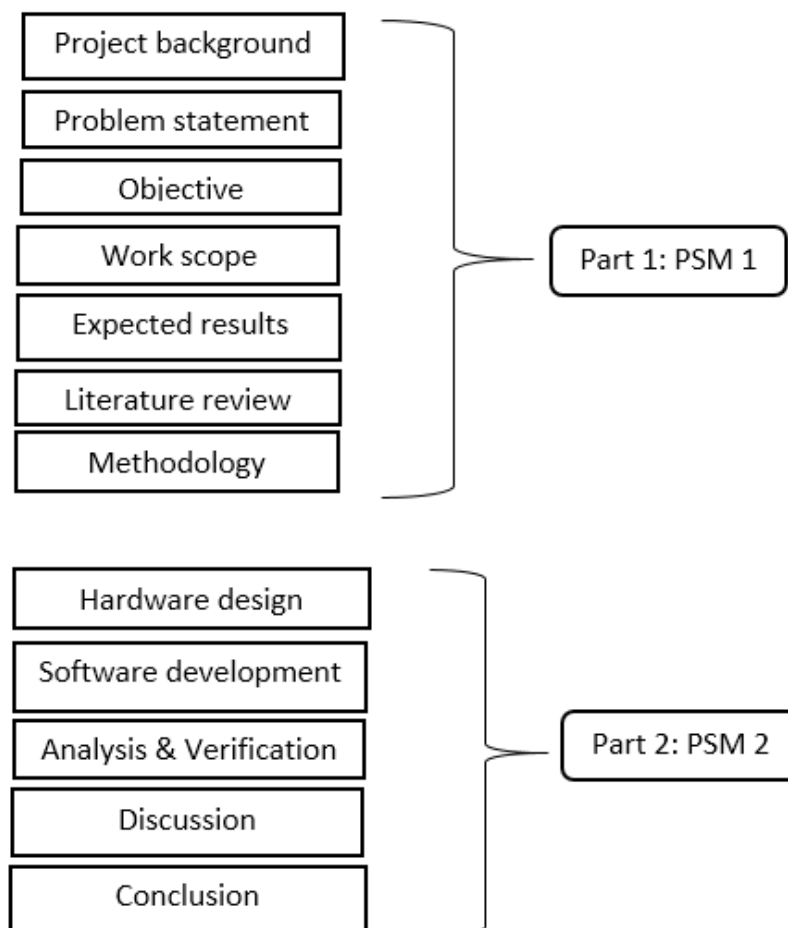 Project background
Problem statement
Objective
Work scope
Expected results
Literature review
Methodology
Part 1: PSM 1
Hardware design
Software development
Analysis & Verification
Discussion
Conclusion
Part 2: PSM 2